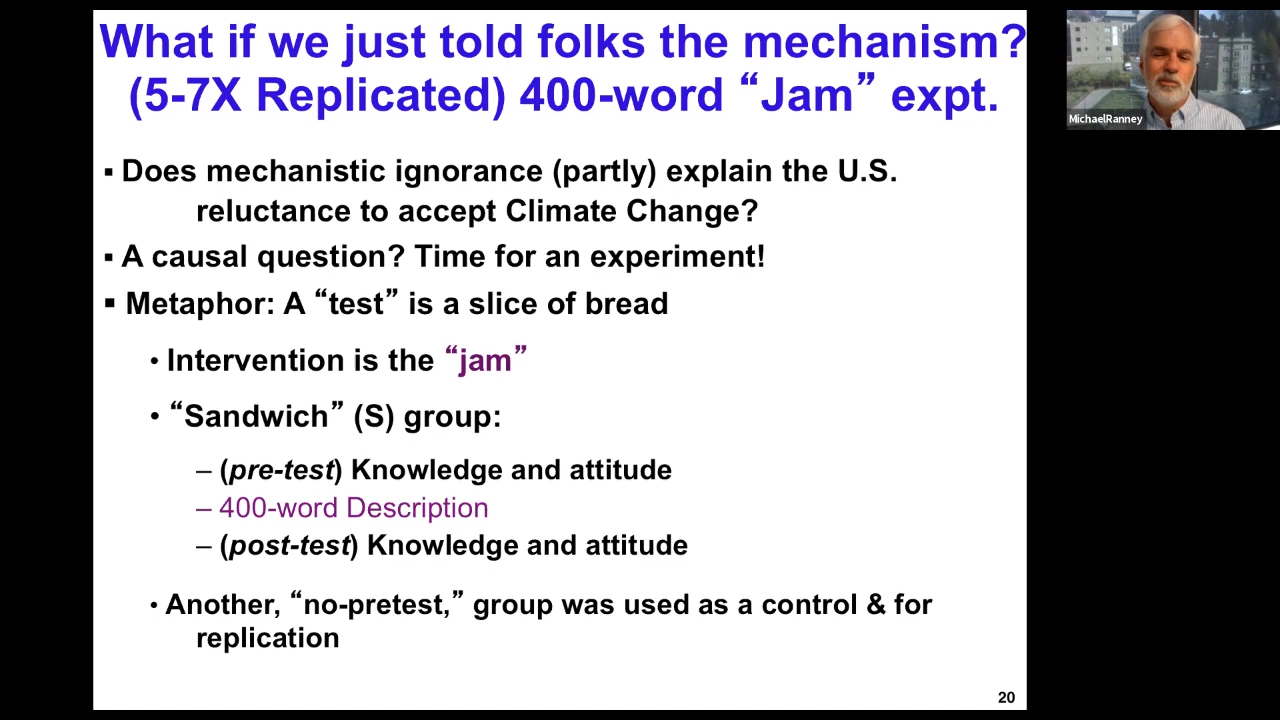 What if we just told folks the mechanism?
(5-7X Replicated) 400-word “Jam” expt.
MichaelRanney
▪ Does mechanistic ignorance (partly) explain the U.S.
reluctance to accept Climate Change?
▪ A causal question? Time for an experiment!
▪ Metaphor: A “test” is a slice of bread
• Intervention is the “jam”
• “Sandwich” (S) group:
– (pre-test) Knowledge and attitude
– 400-word Description
– (post-test) Knowledge and attitude
• Another, “no-pretest,” group was used as a control & for
replication
20